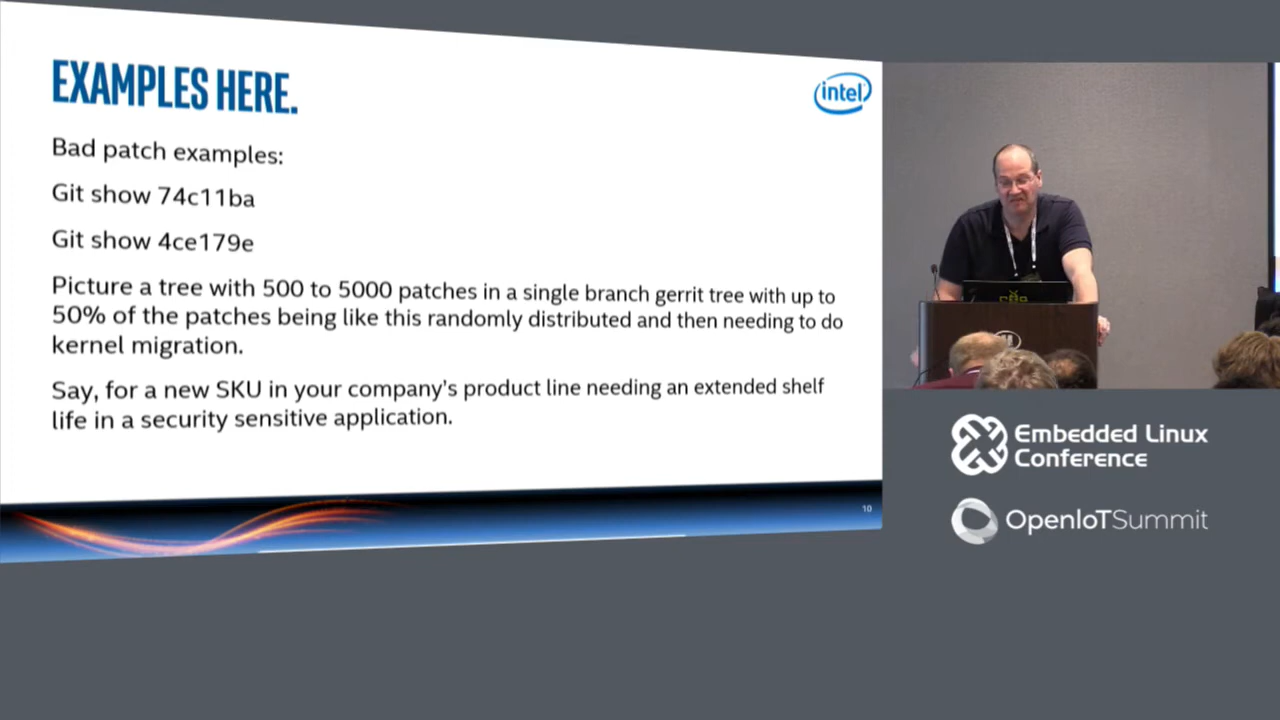 EXAMPLES HERE.
intel
Bad patch examples:
Git show 74c11ba
Git show 4ce179e
Picture a tree with 500 to 5000 patches in a single branch gerrit tree with up to
50% of the patches being like this randomly distributed and then needing to do
kernel migration.
Say, for a new SKU in your company's product line needing an extended shelf
life in a security sensitive application.
10
Embedded Linux
Conference
OpenIoTSummit